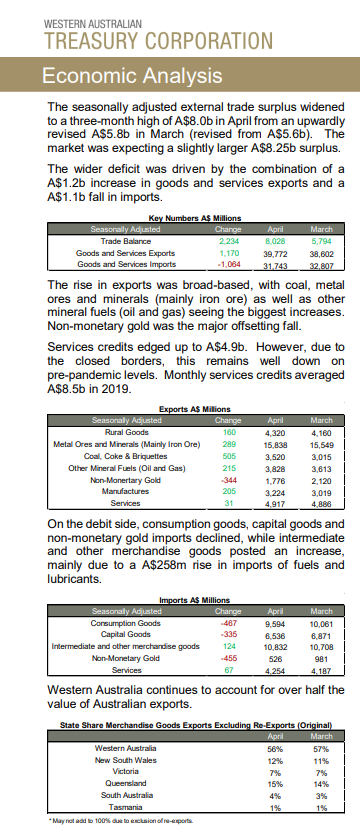 WESTERN AUSTRALIAN
TREASURY CORPORATION
Economic Analysis
The seasonally adjusted external trade surplus widened
to a three-month high of A$8.0b in April from an upwardly
revised A$5.8b in March (revised from A$5.6b). The
market was expecting a slightly larger A$8.25b surplus.
The wider deficit was driven by the combination of a
A$1.2b increase in goods and services exports and a
A$1.1b fall in imports.
Key Numbers A$ Millions
Seasonally Adjusted Change April March
Trade Balance 2,234 8,028 5,794
Goods and Services Exports 1,170 39,772 38,602
Goods and Services Imports -1,064 31,743 32,807
The rise in exports was broad-based, with coal, metal
ores and minerals (mainly iron ore) as well as other
mineral fuels (oil and gas) seeing the biggest increases.
Non-monetary gold was the major offsetting fall.
Services credits edged up to A$4.9b. However, due to
the closed borders, this remains well down on
pre-pandemic levels. Monthly services credits averaged
A$8.5b in 2019.
Exports A$ Millions
Seasonally Adjusted Change April March
Rural Goods 160 4,320 4,160
Metal Ores and Minerals (Mainly Iron Ore) 289 15,838 15,549
Coal, Coke & Briquettes 505 3,520 3,015
Other Mineral Fuels (Oil and Gas) 215 3,828 3,613
Non-Monertary Gold -344 1,776 2,120
Manufactures 205 3,224 3,019
Services 31 4,917 4,886
On the debit side, consumption goods, capital goods and
non-monetary gold imports declined, while intermediate
and other merchandise goods posted an increase,
mainly due to a A$258m rise in imports of fuels and
lubricants.
Imports A$ Millions
Seasonally Adjusted Change April March
Consumption Goods -467 9,594 10,061
Capital Goods -335 6,536 6,871
Intermediate and other merchandise goods 124 10,832 10,708
Non-Monetary Gold -455 526 981
Services 67 4,254 4,187
Western Australia continues to account for over half the
value of Australian exports.
State Share Merchandise Goods Exports Excluding Re-Exports (Original)
April March
Western Australia 56% 57%
New South Wales 12% 11%
Victoria 7% 7%
Queensland 15% 14%
South Australia 4% 3%
Tasmania 1% 1%
* May not add to 100% due to exclusion of re-exports.